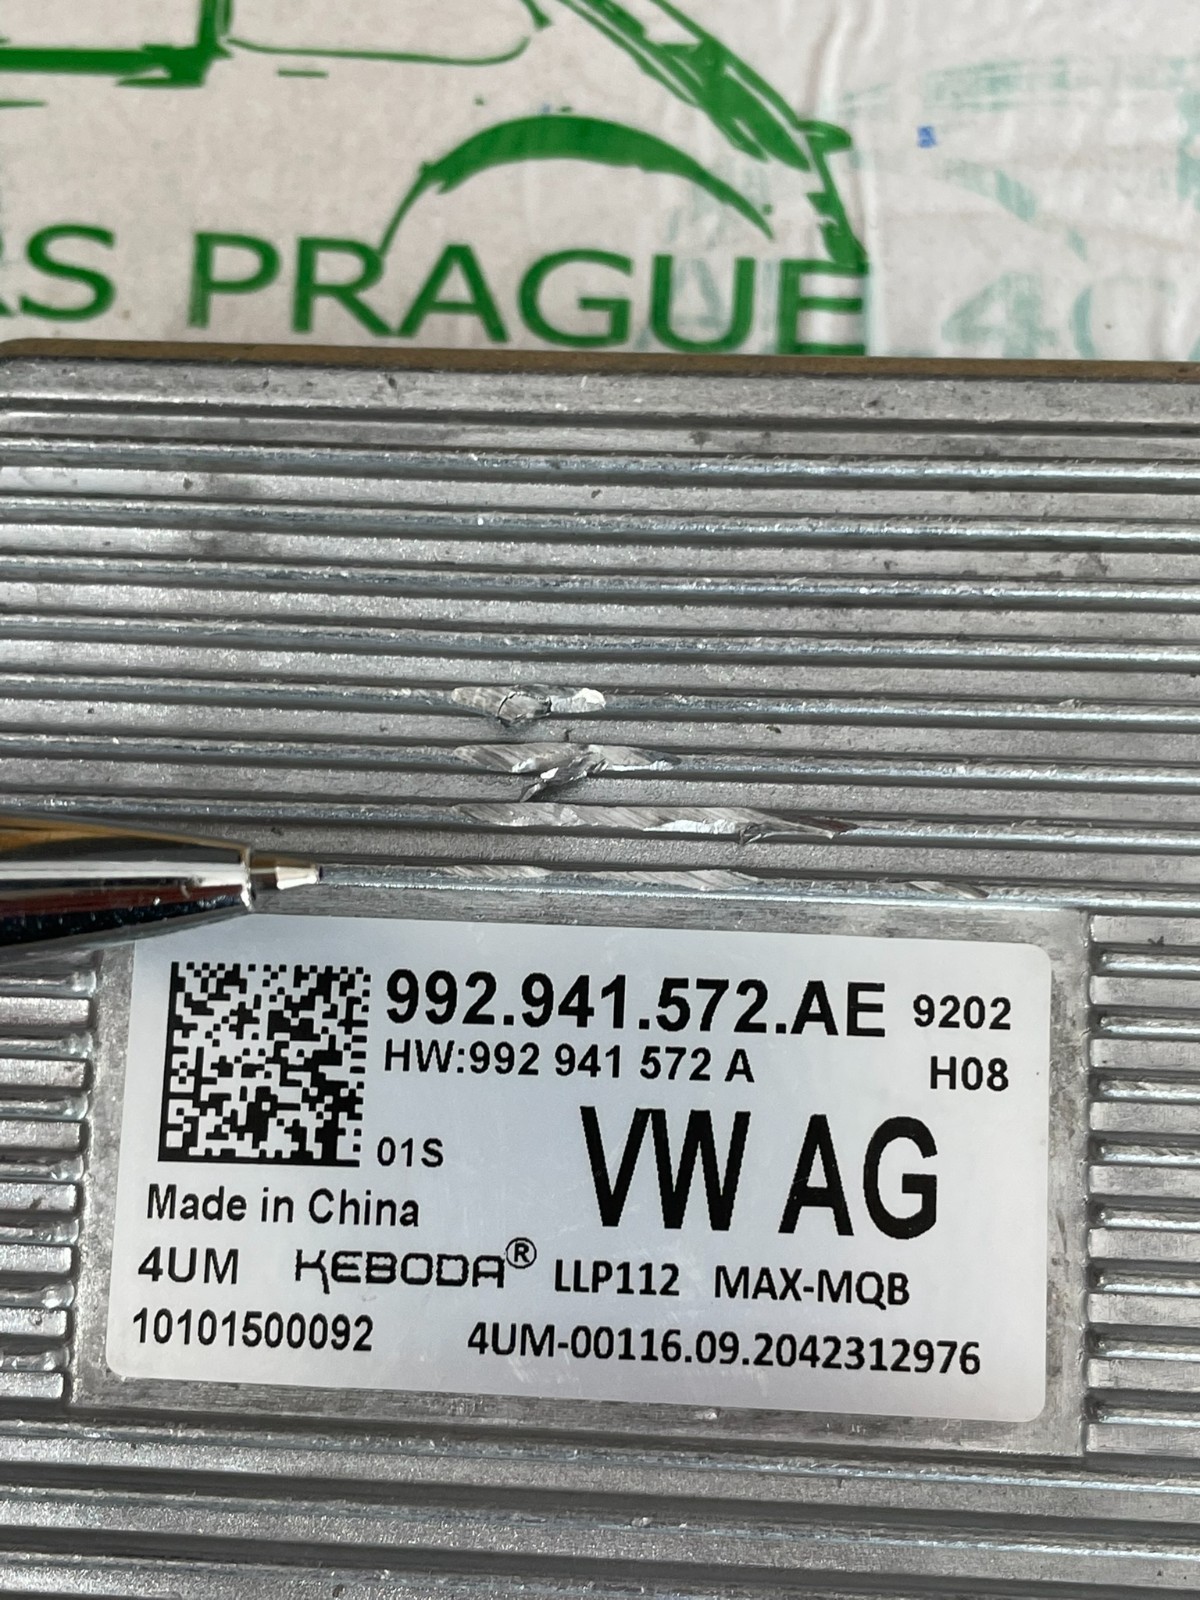 RS PRAGUE
992.941.572.AE 9202
HW:992 941 572 A H08
01S
VW AG
Made in China
4UM KEBODA® LLP112 MAX-MQB
10101500092 4UM-00116.09.2042312976